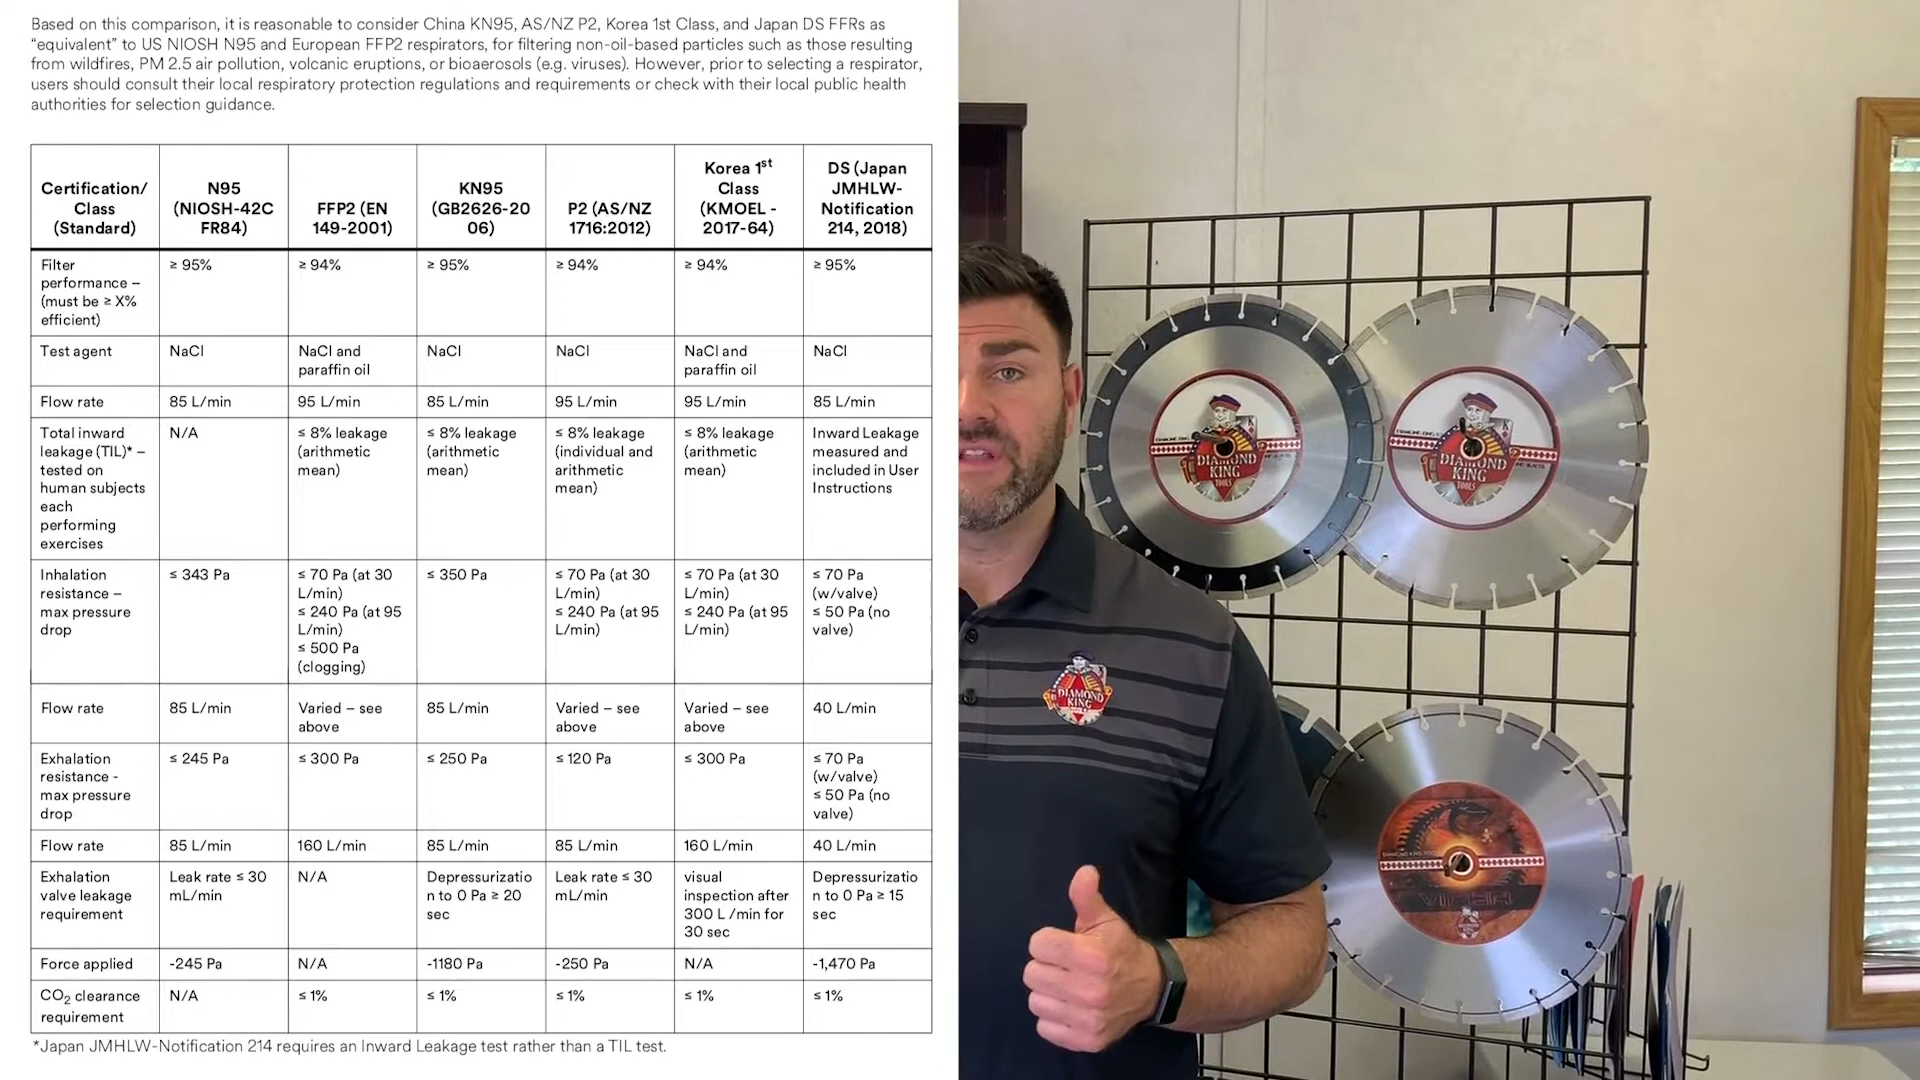 Based on this comparison, it is reasonable to consider China KN95, AS/NZ P2, Korea 1st Class, and Japan DS FFRs as
“equivalent” to US NIOSH N95 and European FFP2 respirators, for filtering non-oil-based particles such as those resulting
from wildfires, PM 2.5 air pollution, volcanic eruptions, or bioaerosols (e.g. viruses). However, prior to selecting a respirator,
users should consult their local respiratory protection regulations and requirements or check with their local public health
authorities for selection guidance.
Certification/
Class
(Standard)
N95
(NIOSH-42C
FR84)
FFP2 (EN
149-2001)
KN95
(GB2626-20
06)
P2 (AS/NZ
1716:2012)
Korea 1st
Class
(KMOEL -
2017-64)
DS (Japan
JMHLW-
Notification
214, 2018)
Filter
performance –
(must be ≥ X%
efficient)
≥ 95%
≥ 94%
≥ 95%
≥ 94%
≥ 94%
≥ 95%
Test agent
NaCl
NaCl and
paraffin oil
NaCl
NaCl
NaCl and
paraffin oil
NaCl
Flow rate
85 L/min
95 L/min
85 L/min
95 L/min
95 L/min
85 L/min
Total inward
leakage (TIL)* –
tested on
human subjects
each
performing
exercises
N/A
≤ 8% leakage
(arithmetic
mean)
≤ 8% leakage
(arithmetic
mean)
≤ 8% leakage
(individual and
arithmetic
mean)
≤ 8% leakage
(arithmetic
mean)
Inward Leakage
measured and
included in User
Instructions
Inhalation
resistance –
max pressure
drop
≤ 343 Pa
≤ 70 Pa (at 30
L/min)
≤ 240 Pa (at 95
L/min)
≤ 500 Pa
(clogging)
≤ 350 Pa
≤ 70 Pa (at 30
L/min)
≤ 240 Pa (at 95
L/min)
≤ 70 Pa (at 30
L/min)
≤ 240 Pa (at 95
L/min)
≤ 70 Pa
(w/valve)
≤ 50 Pa (no
valve)
Flow rate
85 L/min
Varied – see
above
85 L/min
Varied – see
above
Varied – see
above
40 L/min
Exhalation
resistance -
max pressure
drop
≤ 245 Pa
≤ 300 Pa
≤ 250 Pa
≤ 120 Pa
≤ 300 Pa
≤ 70 Pa
(w/valve)
≤ 50 Pa (no
valve)
Flow rate
85 L/min
160 L/min
85 L/min
85 L/min
160 L/min
40 L/min
Exhalation
valve leakage
requirement
Leak rate ≤ 30
mL/min
N/A
Depressurizatio
n to 0 Pa ≥ 20
sec
Leak rate ≤ 30
mL/min
visual
inspection after
300 L /min for
30 sec
Depressurizatio
n to 0 Pa ≥ 15
sec
Force applied
-245 Pa
N/A
-1180 Pa
-250 Pa
N/A
-1,470 Pa
CO2 clearance
requirement
N/A
≤ 1%
≤ 1%
≤ 1%
≤ 1%
≤ 1%
*Japan JMHLW-Notification 214 requires an Inward Leakage test rather than a TIL test.
DIAMOND
KING
TOOLS
DIAMOND
KING
TOOLS
DIAMOND
KING
VIPER